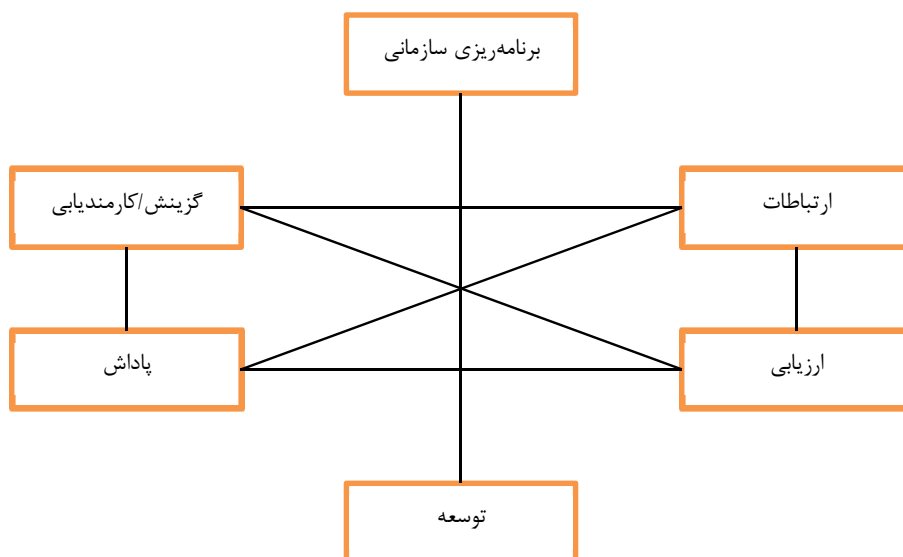 برنامه‌ریزی سازمانی
ارتباطات
گزینش/کارمندیابی
ارزیابی
پاداش
توسعه